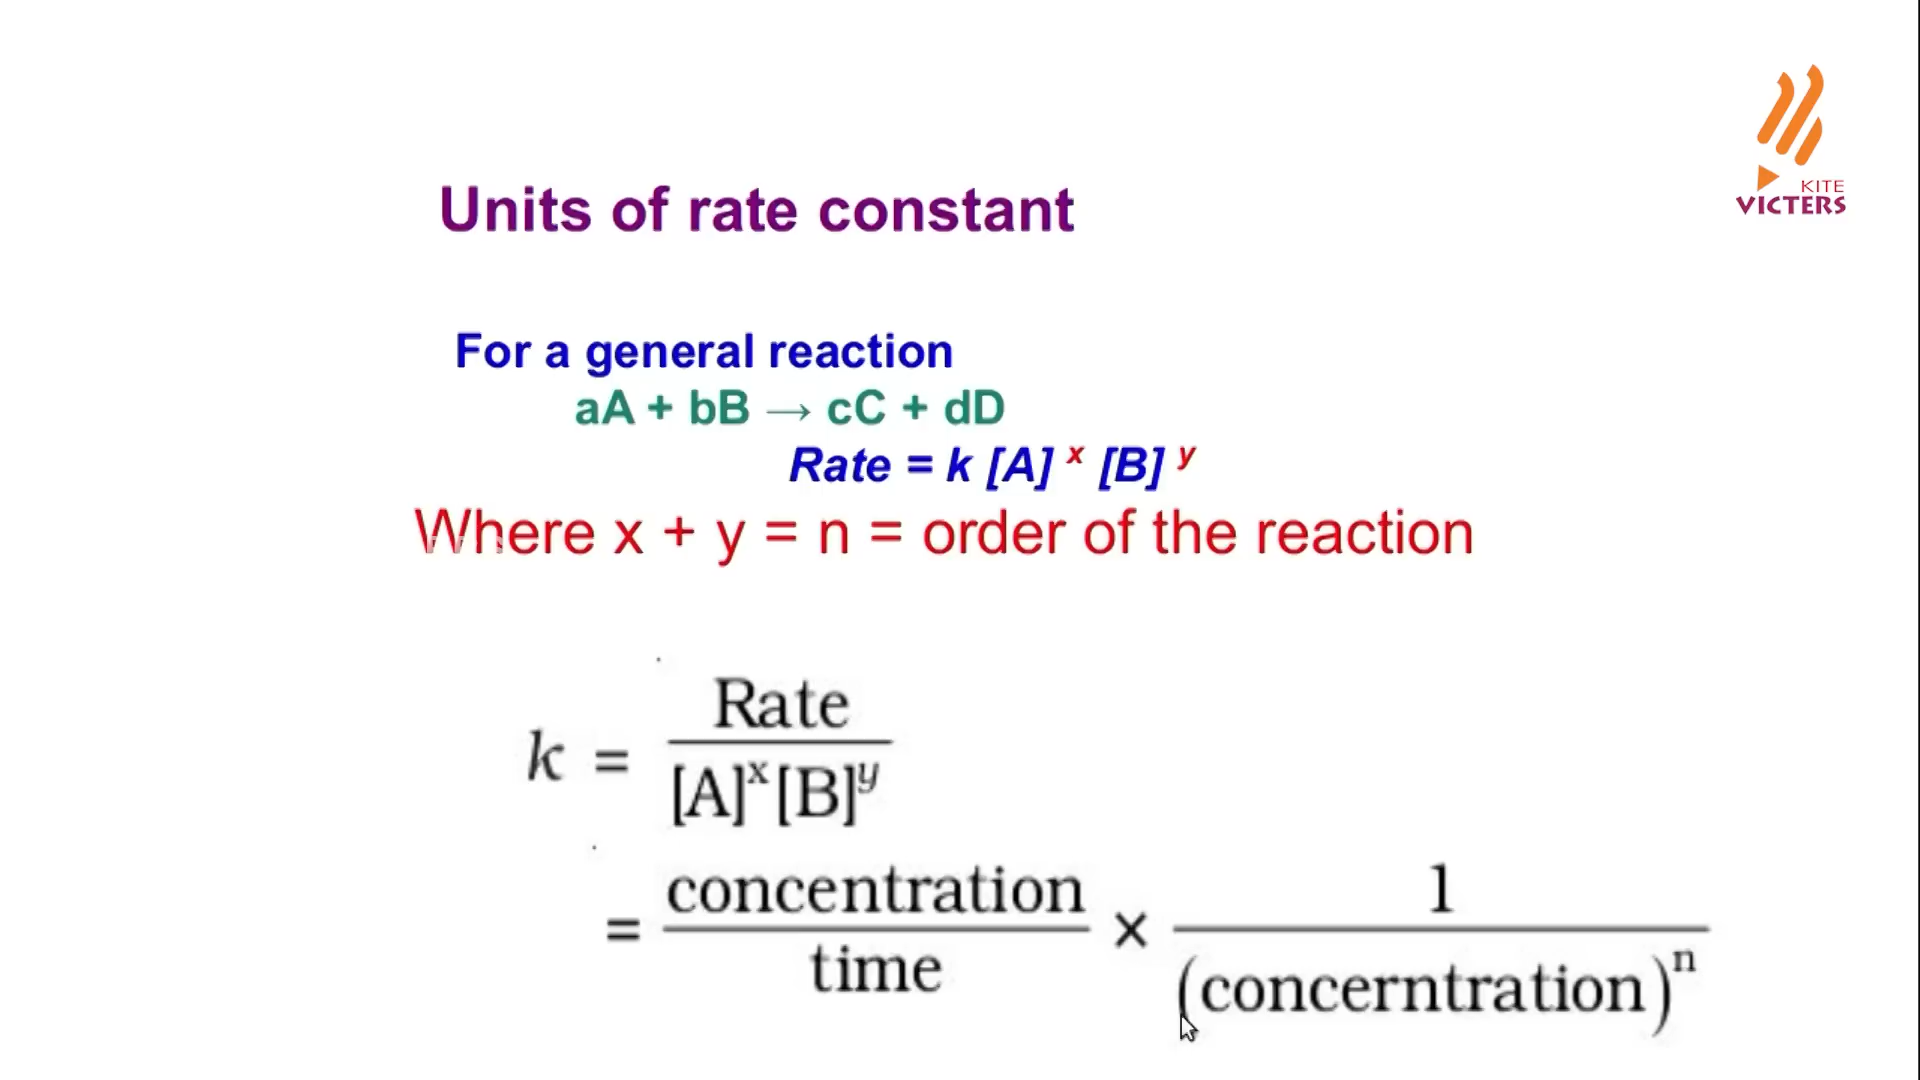 KITE
VICTERS
Units of rate constant
For a general reaction
aA + bB → cC + dD
Rate = k [A] x [B] y
Where x + y = n = order of the reaction
k = Rate / [A]^x [B]^y
= concentration / time × 1 / (concerntration)^n